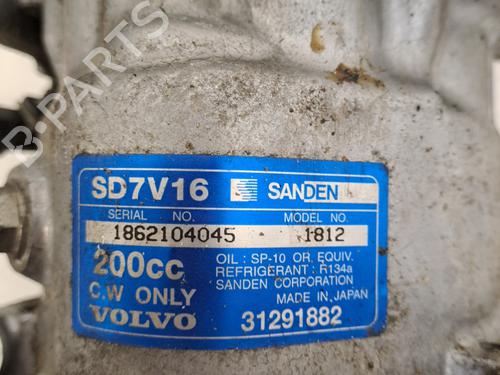 SD7V16 SANDEN
SERIAL NO. MODEL NO.
1862104045 1812
200cc OIL : SP-10 OR EQUIV.
REFRIGERANT : R134a
C.W ONLY SANDEN CORPORATION
MADE IN JAPAN
VOLVO 31291882